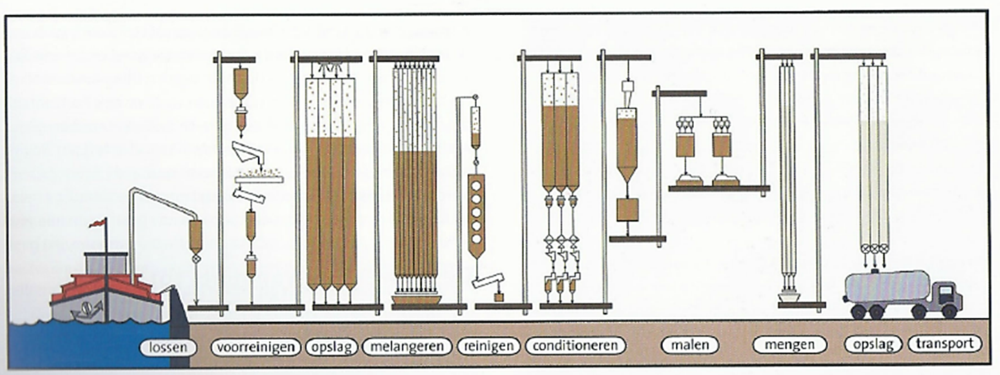 lossen
voorreinigen
opslag
melangeren
reinigen
conditioneren
malen
mengen
opslag
transport